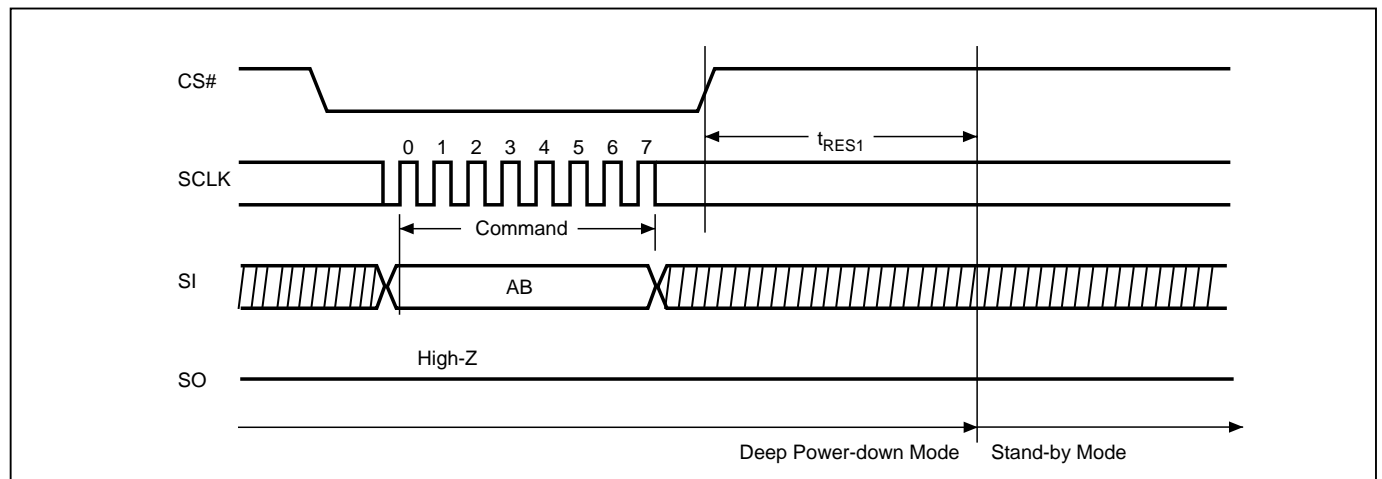 CS#
tRES1
0 1 2 3 4 5 6 7
SCLK
Command
SI
AB
High-Z
SO
Deep Power-down Mode Stand-by Mode